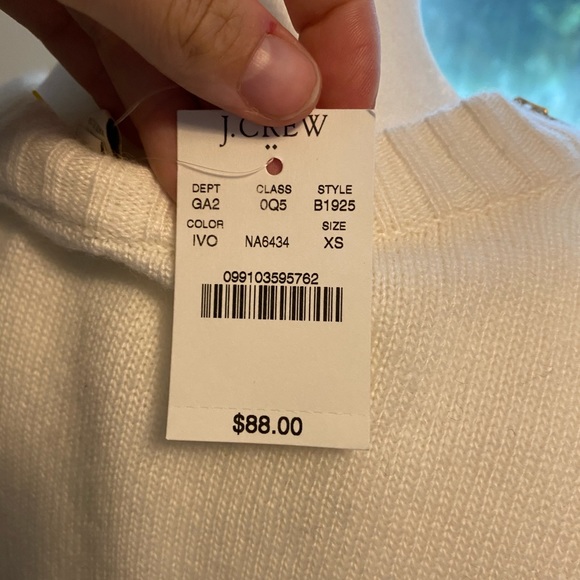 J.CREW
DEPT CLASS STYLE
GA2 0Q5 B1925
COLOR SIZE
IVO NA6434 XS
099103595762
$88.00